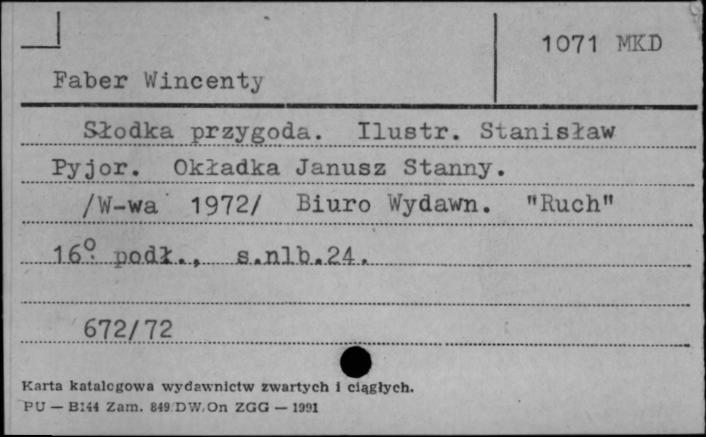 1071 MKD
Faber Wincenty
Słodka przygoda. Ilustr. Stanisław
Pyjor. Okładka Janusz Stanny.
/W-wa 1972/ Biuro Wydawn. "Ruch"
16° podł., s.nlb.24.
672/72
Karta katalogowa wydawnictw zwartych i ciągłych.
PU — B144 Zam. 849 DW.On ZGG — 1991